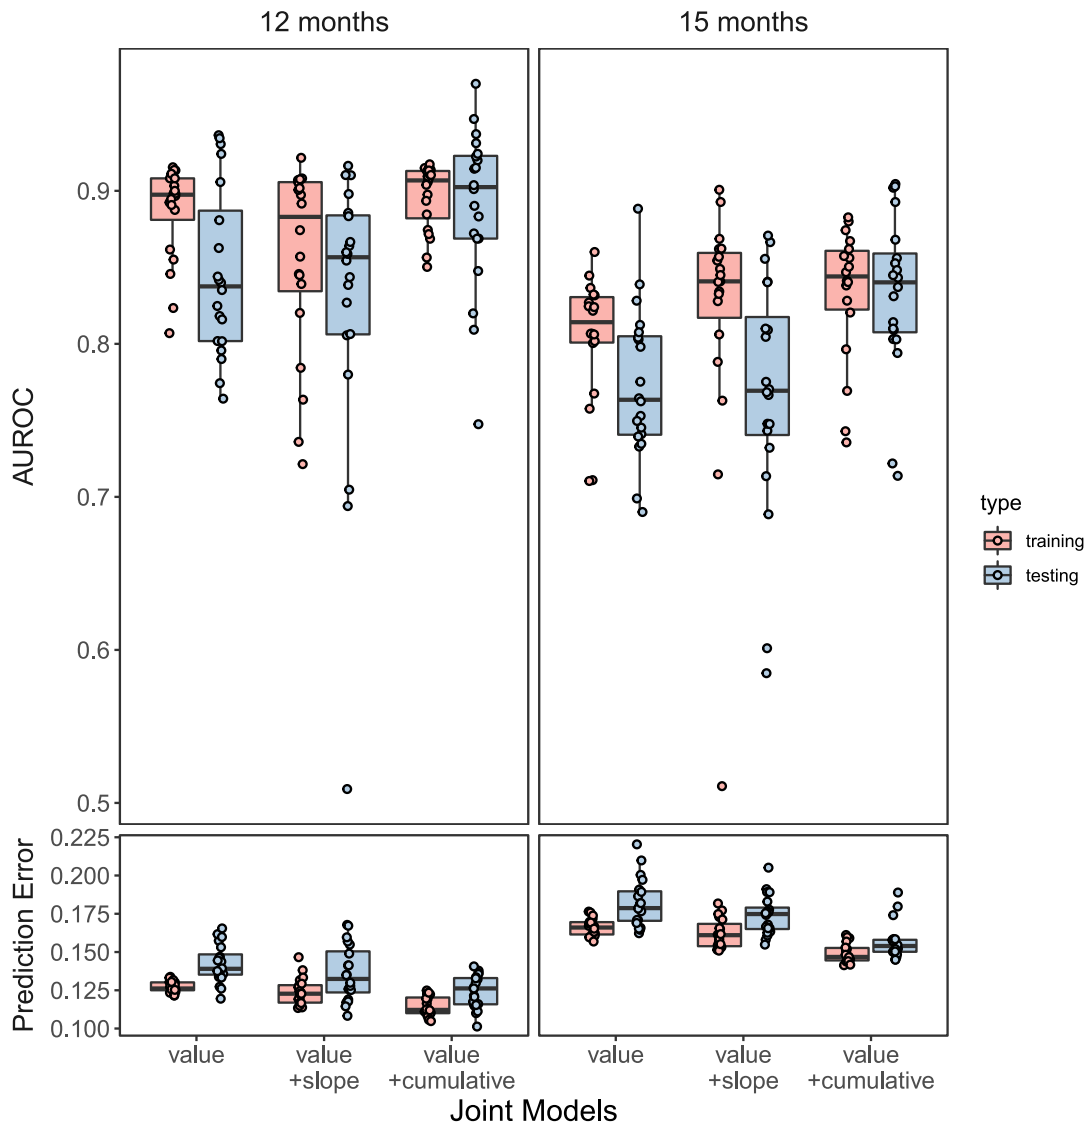 12 months
15 months
AUROC
0.9
0.8
0.7
0.6
0.5
type
training
testing
Prediction Error
0.225
0.200
0.175
0.150
0.125
0.100
value
value
+slope
value
+cumulative
value
value
+slope
value
+cumulative
Joint Models